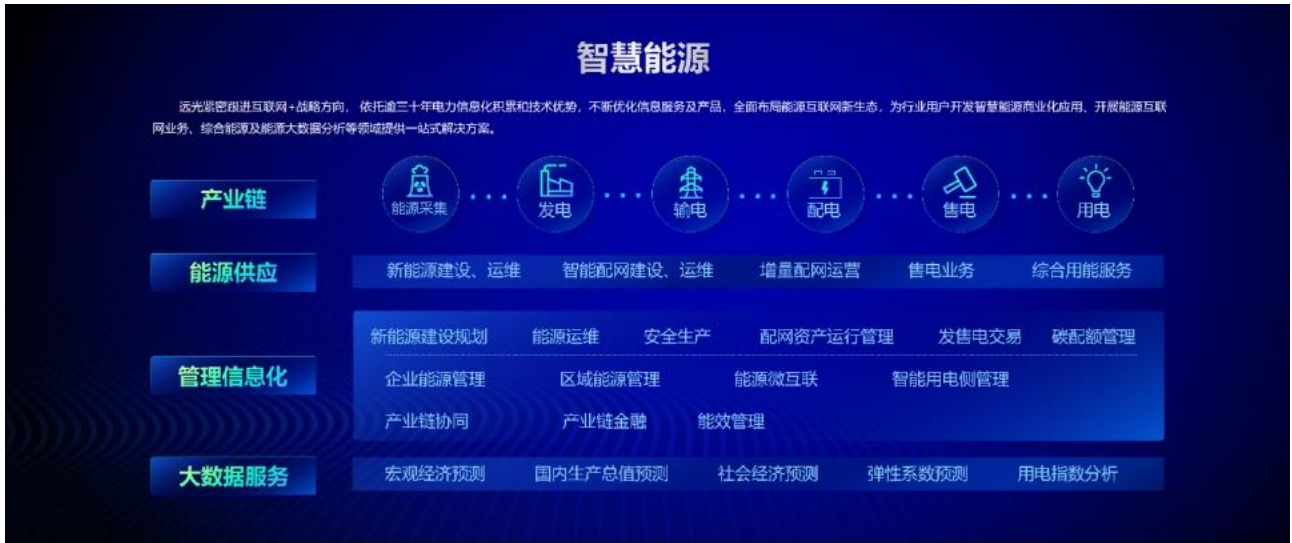 智慧能源
远光紧密跟进互联网+战略方向，依托逾三十年电力信息化积累和技术优势，不断优化信息服务及产品，全面布局能源互联网新生态，为行业用户开发智慧能源商业化应用、开展能源互联
网业务、综合能源及能源大数据分析等领域提供一站式解决方案。
产业链 能源采集 发电 输电 配电 售电 用电
能源供应 新能源建设、运维 智能配网建设、运维 增量配网运营 售电业务 综合用能服务
新能源建设规划 能源运维 安全生产 配网资产运行管理 发售电交易 碳配额管理
管理信息化 企业能源管理 区域能源管理 能源微互联 智能用电侧管理
产业链协同 产业链金融 能效管理
大数据服务 宏观经济预测 国内生产总值预测 社会经济预测 弹性系数预测 用电指数分析